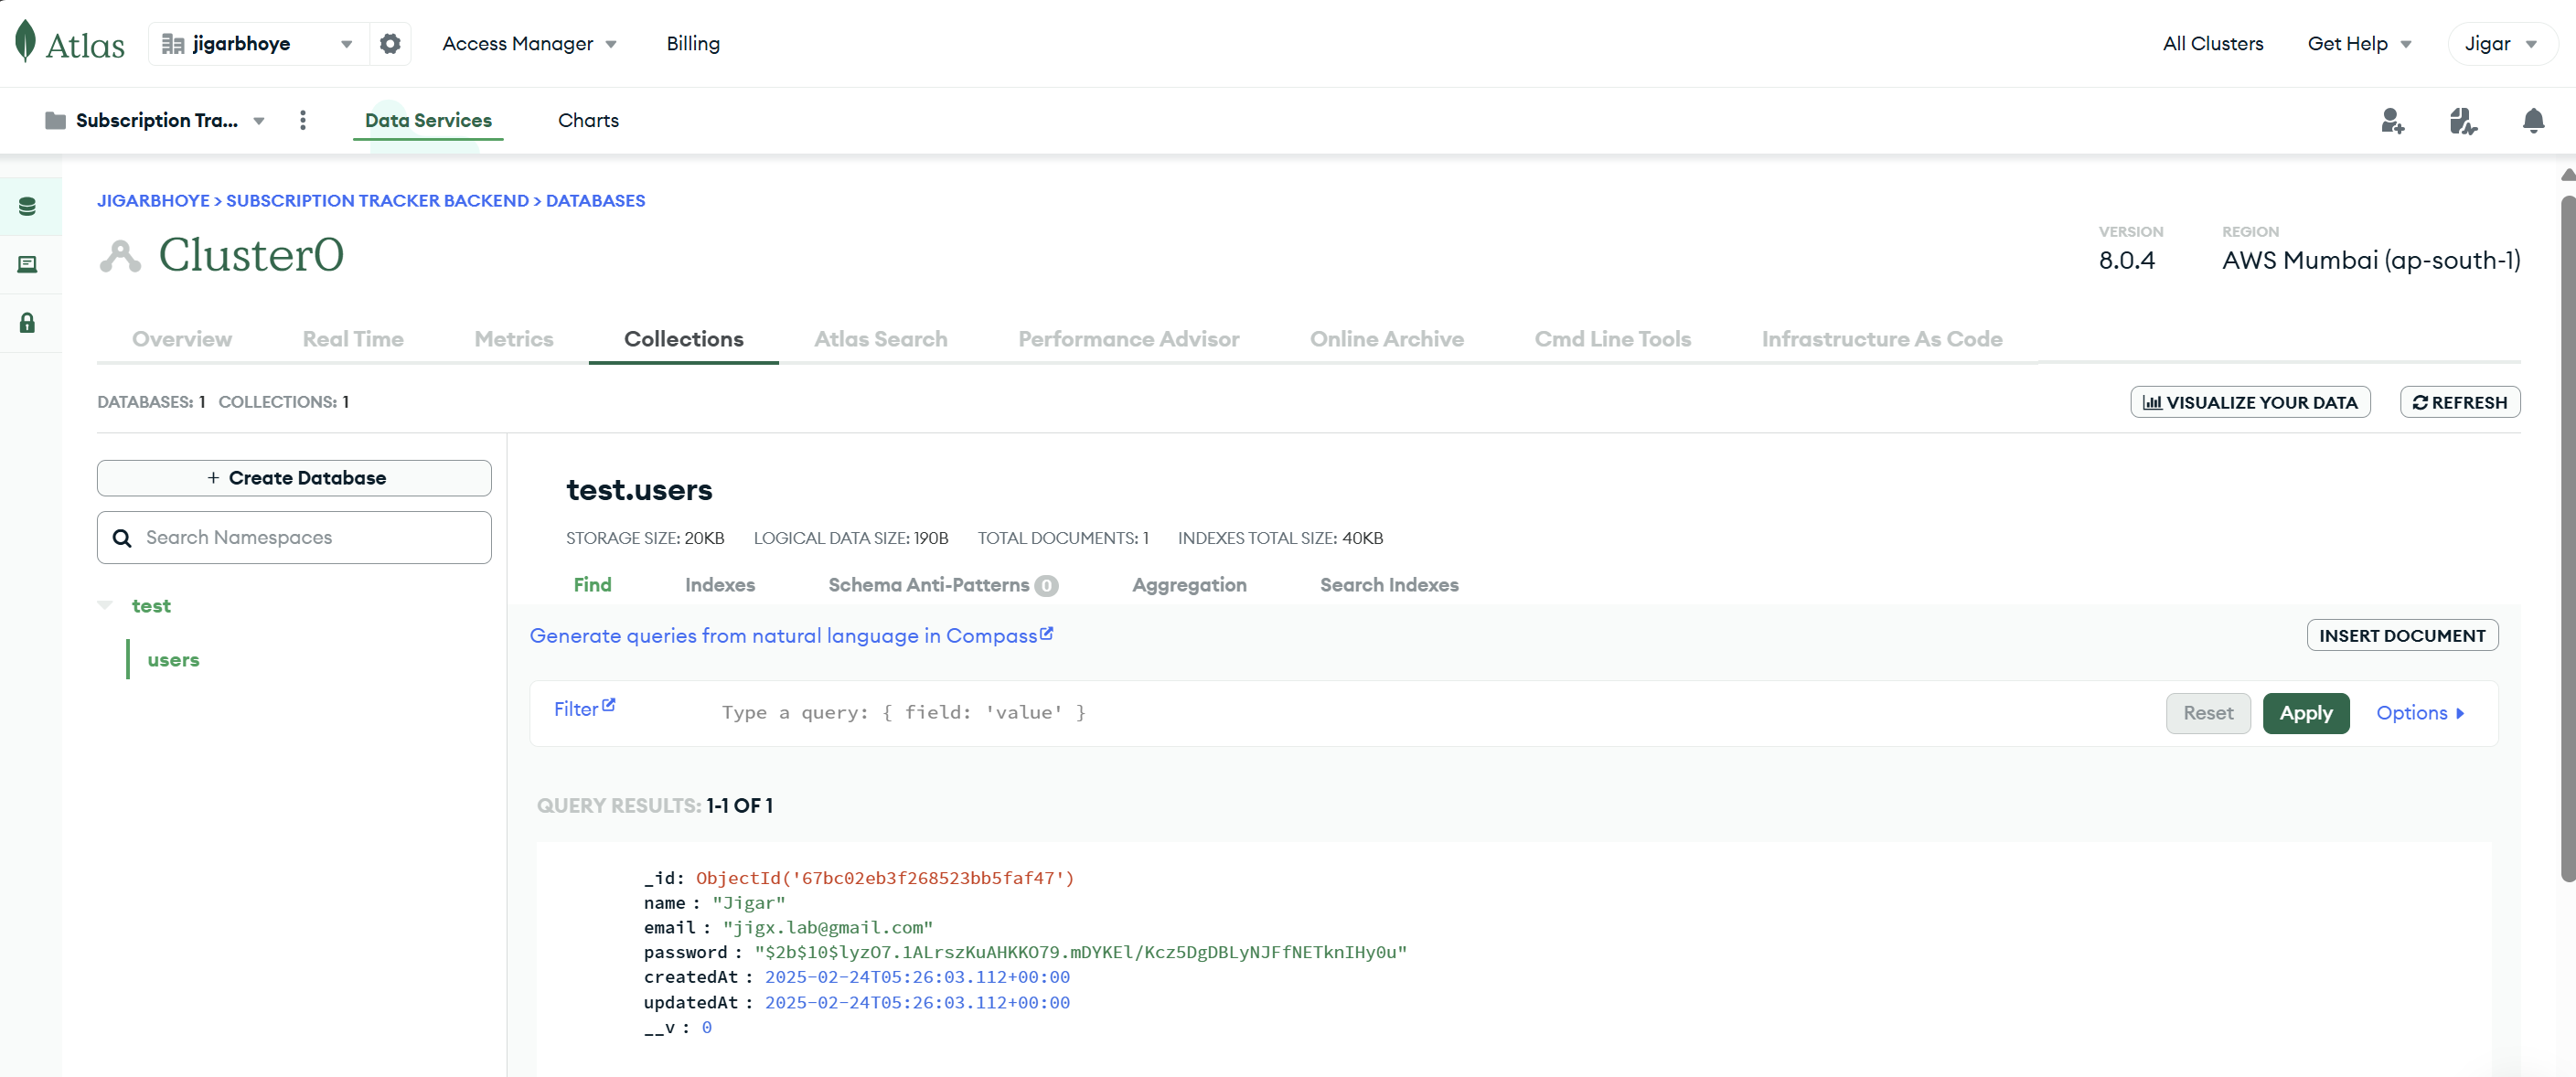 Atlas jigarbhoye Access Manager Billing All Clusters Get Help Jigar
Subscription Tra... Data Services Charts
JIGARBHOYE > SUBSCRIPTION TRACKER BACKEND > DATABASES
Cluster0
VERSION
8.0.4
REGION
AWS Mumbai (ap-south-1)
Overview Real Time Metrics Collections Atlas Search Performance Advisor Online Archive Cmd Line Tools Infrastructure As Code
DATABASES: 1 COLLECTIONS: 1
VISUALIZE YOUR DATA REFRESH
+ Create Database
Search Namespaces
test
users
test.users
STORAGE SIZE: 20KB LOGICAL DATA SIZE: 190B TOTAL DOCUMENTS: 1 INDEXES TOTAL SIZE: 40KB
Find Indexes Schema Anti-Patterns 0 Aggregation Search Indexes
Generate queries from natural language in Compass
INSERT DOCUMENT
Filter Type a query: { field: 'value' } Reset Apply Options
QUERY RESULTS: 1-1 OF 1
_id: ObjectId('67bc02eb3f268523bb5faf47')
name : "Jigar"
email : "jigx.lab@gmail.com"
password : "$2b$10$lyzO7.1ALrszKuAHKKO79.mDYKEl/Kcz5DgDBLyNJFfNETknIHy0u"
createdAt : 2025-02-24T05:26:03.112+00:00
updatedAt : 2025-02-24T05:26:03.112+00:00
__v : 0